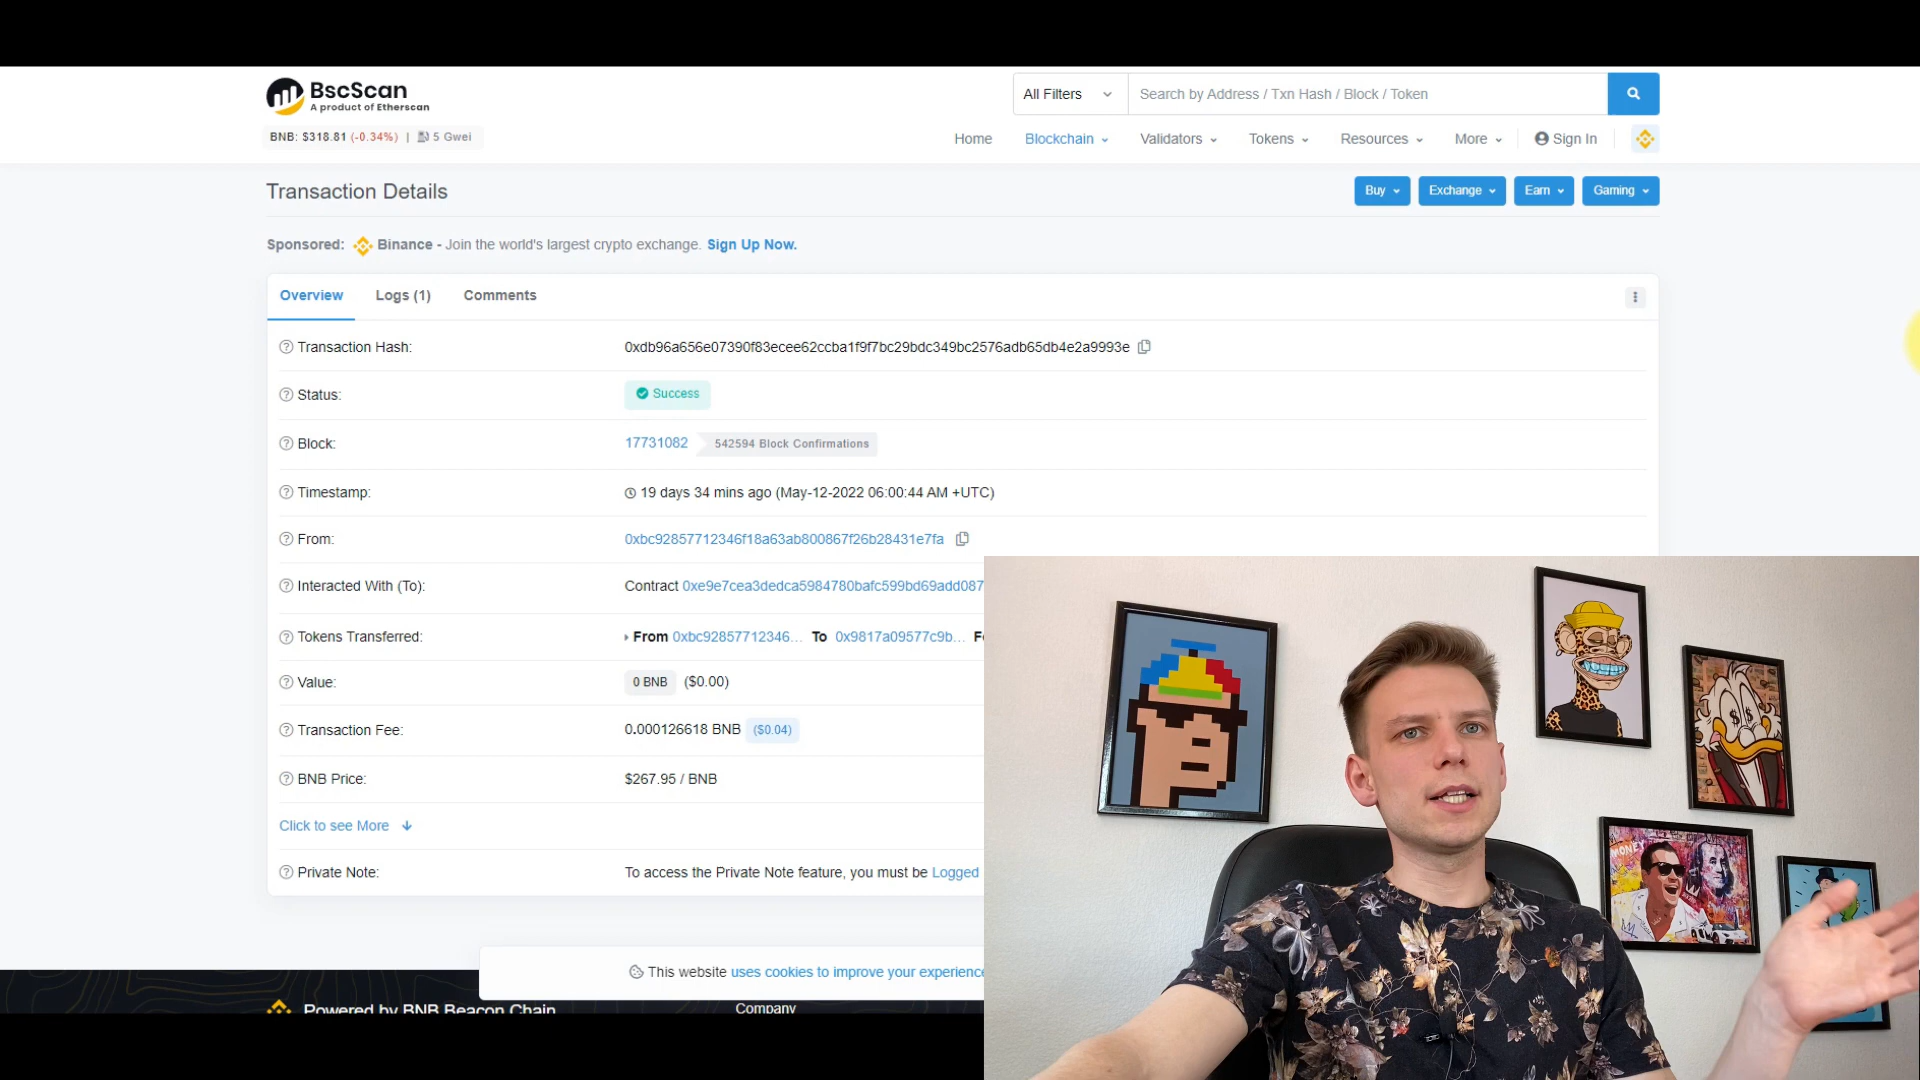 BscScan
A product of Etherscan
All Filters
Search by Address / Txn Hash / Block / Token
BNB: $318.81 (-0.34%) | 5 Gwei
Home Blockchain Validators Tokens Resources More Sign In
Transaction Details
Buy Exchange Earn Gaming
Sponsored: Binance - Join the world's largest crypto exchange. Sign Up Now.
Overview Logs (1) Comments
Transaction Hash: 0xdb96a656e07390f83ecee62ccba1f9f7bc29bdc349bc2576adb65db4e2a9993e
Status: Success
Block: 17731082 542594 Block Confirmations
Timestamp: 19 days 34 mins ago (May-12-2022 06:00:44 AM +UTC)
From: 0xbc92857712346f18a63ab800867f26b28431e7fa
Interacted With (To): Contract 0xe9e7cea3dedca5984780bafc599bd69add087
Tokens Transferred: From 0xbc92857712346... To 0x9817a09577c9b... Fo
Value: 0 BNB ($0.00)
Transaction Fee: 0.000126618 BNB ($0.04)
BNB Price: $267.95 / BNB
Click to see More
Private Note: To access the Private Note feature, you must be Logged
MONEY
This website uses cookies to improve your experience
Powered by BNB Beacon Chain
Company